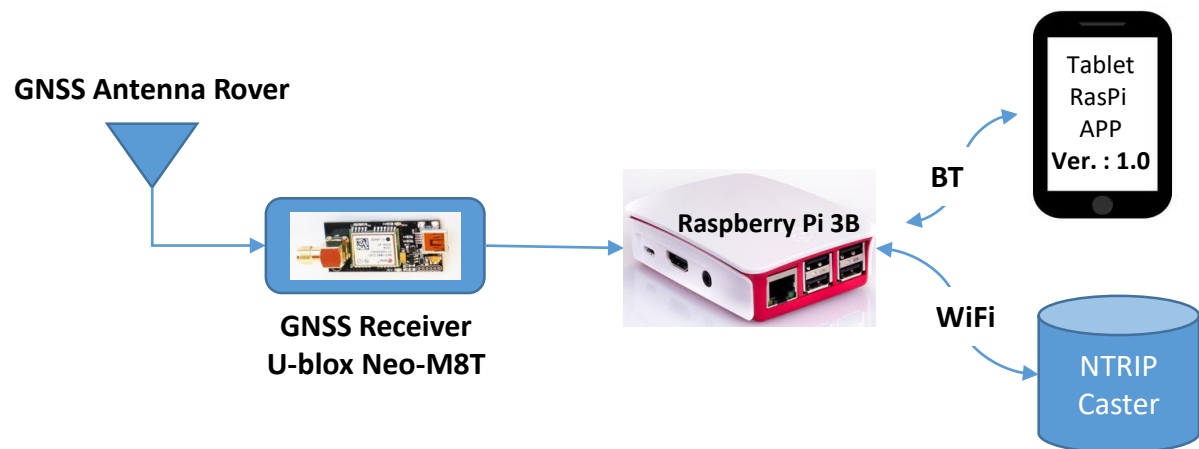 GNSS Antenna Rover
GNSS Receiver
U-blox Neo-M8T
Raspberry Pi 3B
BT
WiFi
Tablet
RasPi
APP
Ver. : 1.0
NTRIP
Caster